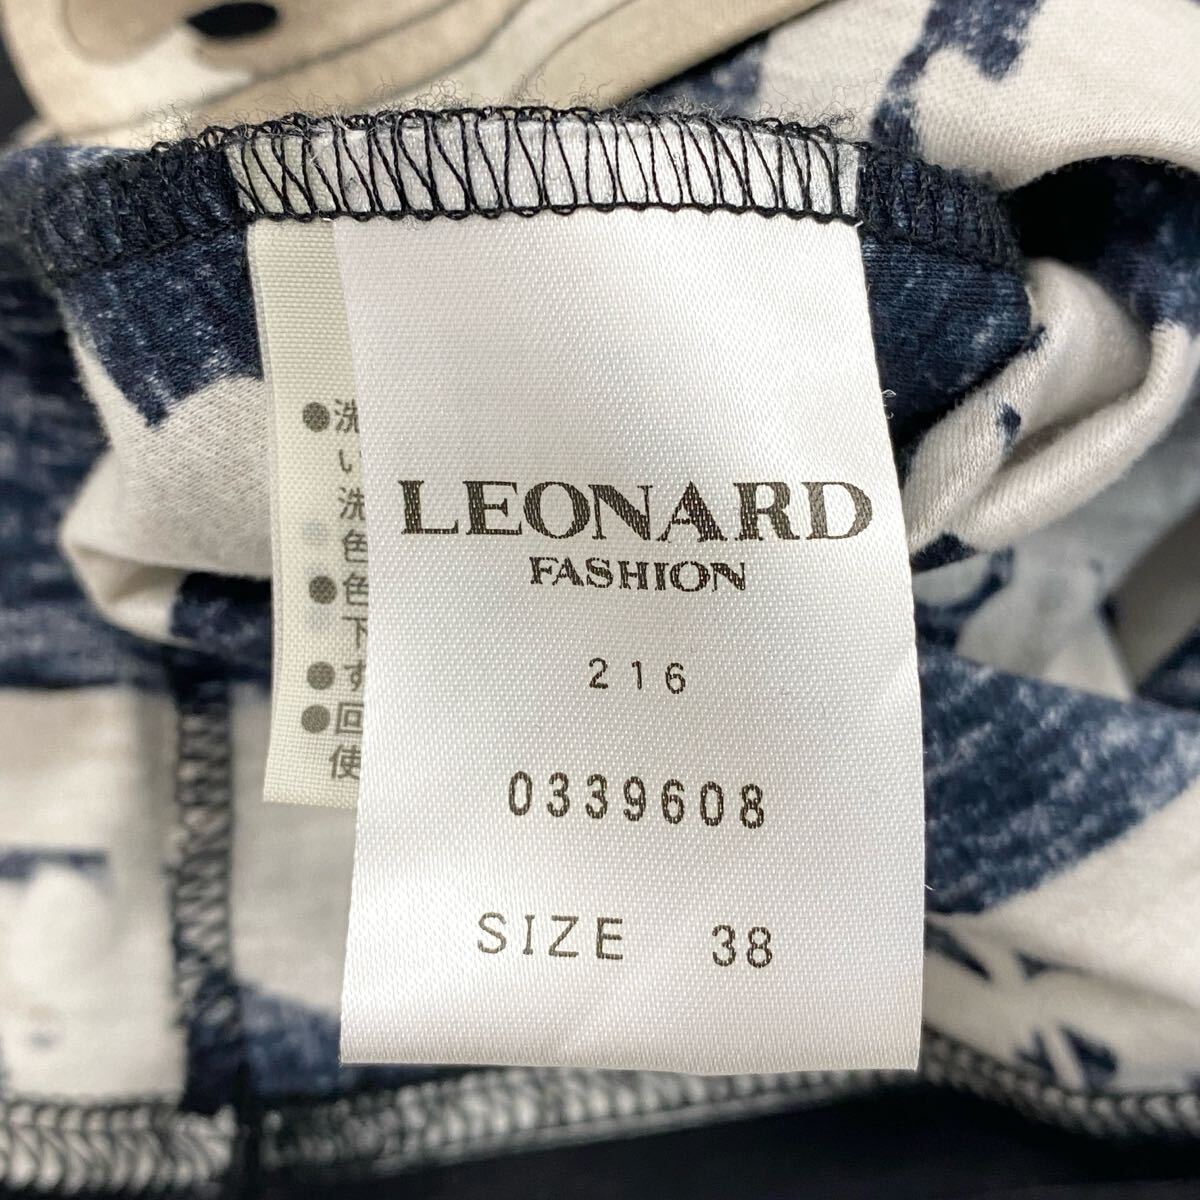 LEONARD
FASHION
216
0339608
SIZE 38
●洗
い
洗
色
●色
下
●す
●回
使